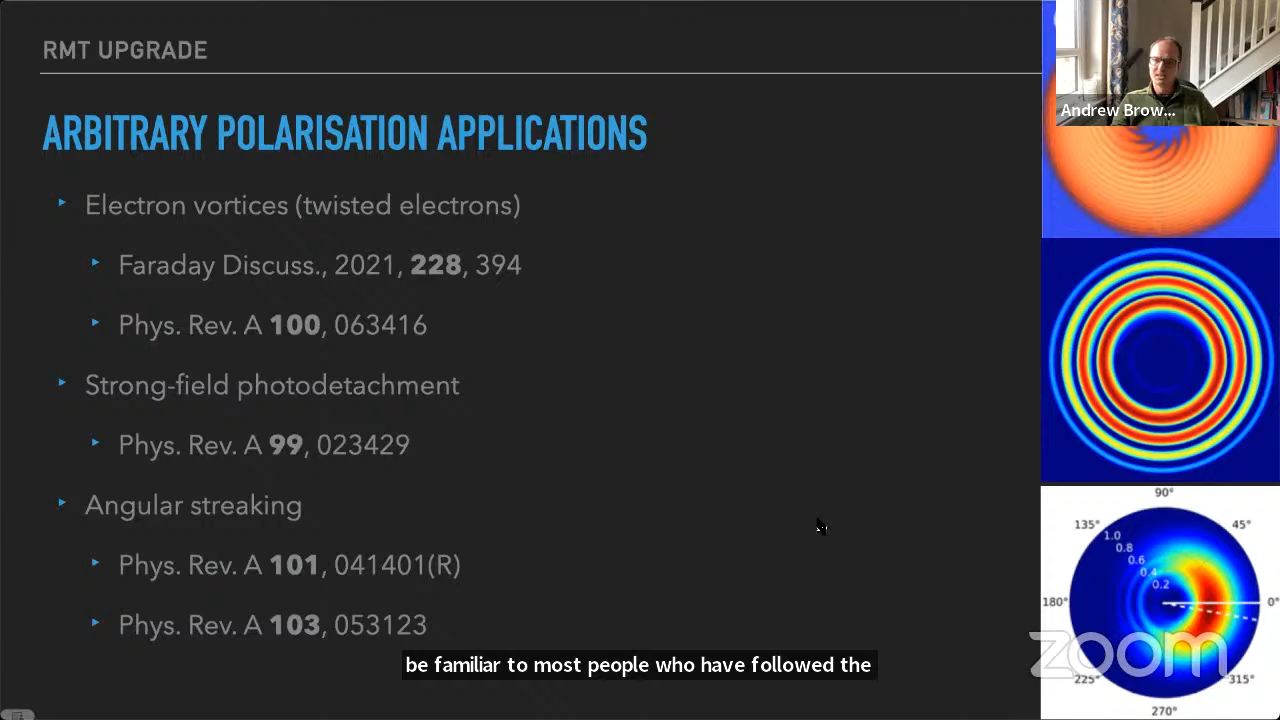 RMT UPGRADE
Andrew Brow...
ARBITRARY POLARISATION APPLICATIONS
Electron vortices (twisted electrons)
Faraday Discuss., 2021, 228, 394
Phys. Rev. A 100, 063416
Strong-field photodetachment
Phys. Rev. A 99, 023429
Angular streaking
Phys. Rev. A 101, 041401(R)
Phys. Rev. A 103, 053123
90°
135° 45°
1.0
0.8
0.6
0.4
0.2
180° 0°
225° 315°
270°
zoom
be familiar to most people who have followed the